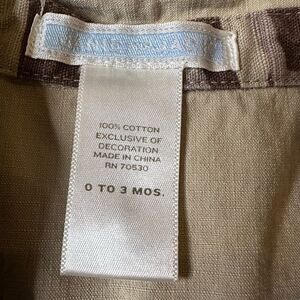 100% COTTON
EXCLUSIVE OF
DECORATION
MADE IN CHINA
RN 70530
0 TO 3 MOS.